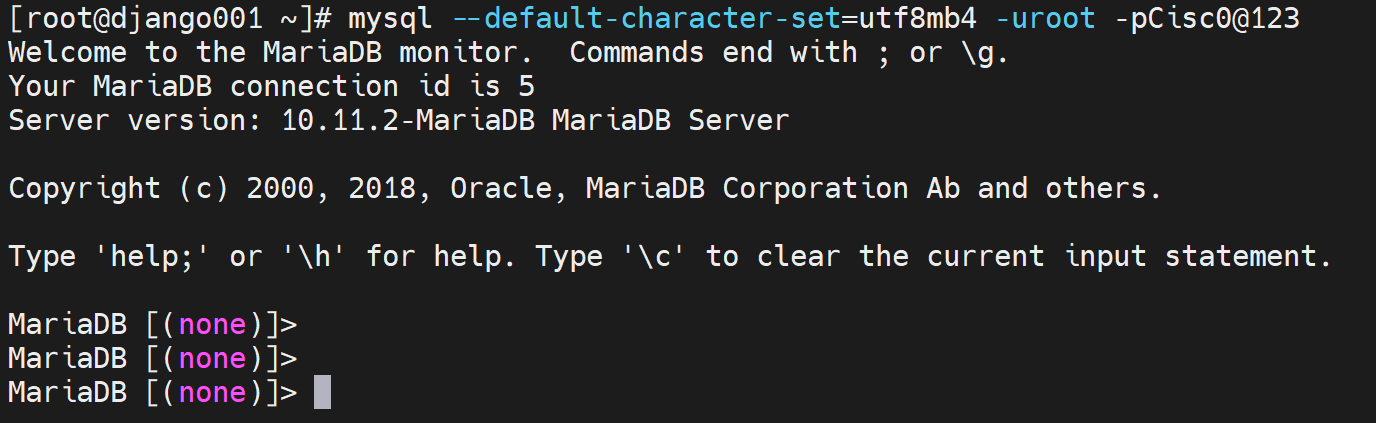 [root@django001 ~]# mysql --default-character-set=utf8mb4 -uroot -pCisc0@123
Welcome to the MariaDB monitor.  Commands end with ; or \g.
Your MariaDB connection id is 5
Server version: 10.11.2-MariaDB MariaDB Server
Copyright (c) 2000, 2018, Oracle, MariaDB Corporation Ab and others.
Type 'help;' or '\h' for help. Type '\c' to clear the current input statement.
MariaDB [(none)]>
MariaDB [(none)]>
MariaDB [(none)]>